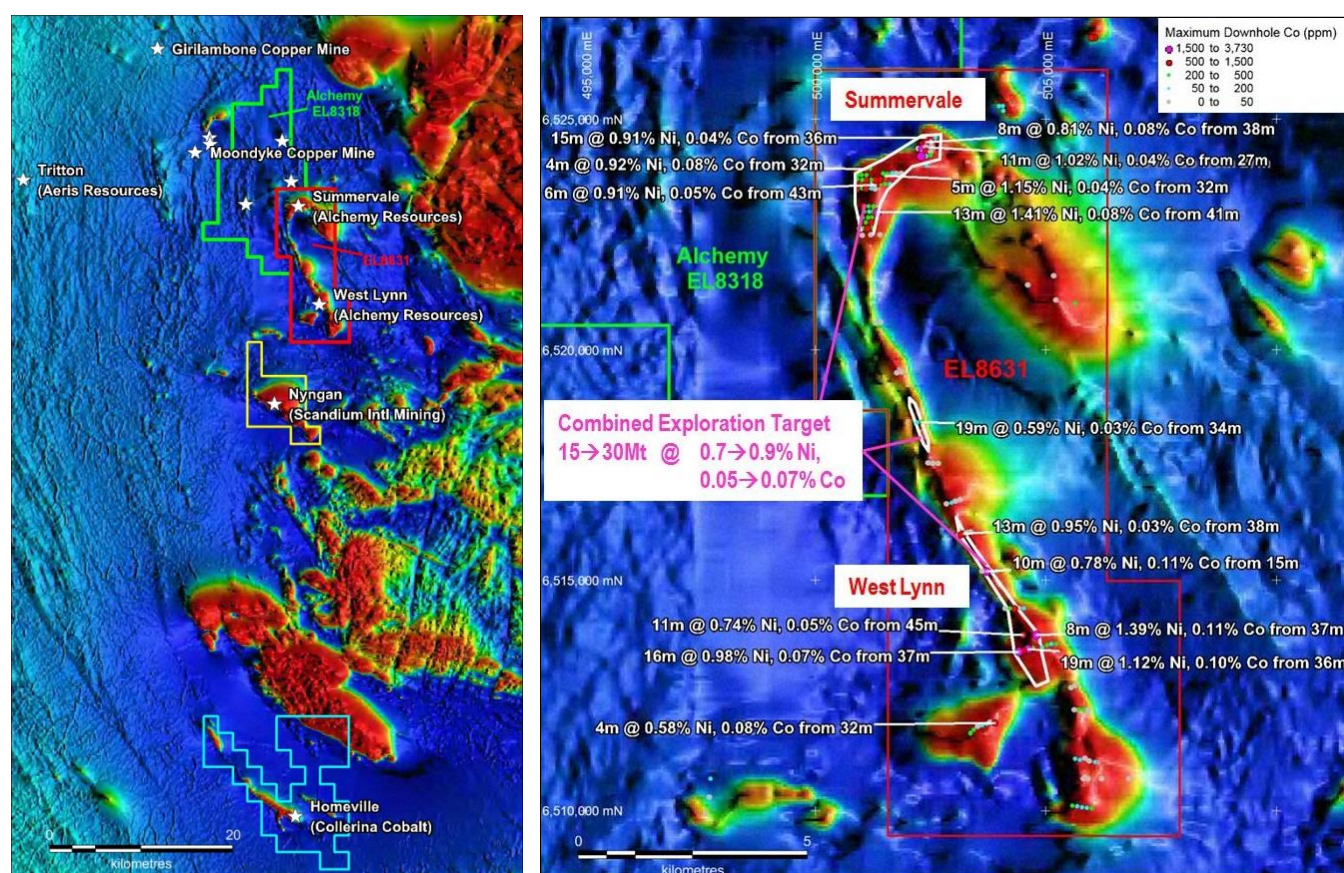 Girilambone Copper Mine
Alchemy
EL8318
Moondyke Copper Mine
Tritton
(Aeris Resources)
Summervale
(Alchemy Resources)
EL8631
West Lynn
(Alchemy Resources)
Nyngan
(Scandium Intl Mining)
Homeville
(Collerina Cobalt)
0 20
kilometres
495,000 mE
500,000 mE
505,000 mE
Maximum Downhole Co (ppm)
1,500 to 3,730
500 to 1,500
200 to 500
50 to 200
0 to 50
Summervale
6,525,000 mN
15m @ 0.91% Ni, 0.04% Co from 36m
8m @ 0.81% Ni, 0.08% Co from 38m
4m @ 0.92% Ni, 0.08% Co from 32m
11m @ 1.02% Ni, 0.04% Co from 27m
6m @ 0.91% Ni, 0.05% Co from 43m
5m @ 1.15% Ni, 0.04% Co from 32m
13m @ 1.41% Ni, 0.08% Co from 41m
Alchemy
EL8318
6,520,000 mN
EL8631
Combined Exploration Target
15→30Mt @ 0.7→0.9% Ni,
0.05→0.07% Co
19m @ 0.59% Ni, 0.03% Co from 34m
13m @ 0.95% Ni, 0.03% Co from 38m
10m @ 0.78% Ni, 0.11% Co from 15m
6,515,000 mN
West Lynn
11m @ 0.74% Ni, 0.05% Co from 45m
8m @ 1.39% Ni, 0.11% Co from 37m
16m @ 0.98% Ni, 0.07% Co from 37m
19m @ 1.12% Ni, 0.10% Co from 36m
4m @ 0.58% Ni, 0.08% Co from 32m
6,510,000 mN
0 5
kilometres